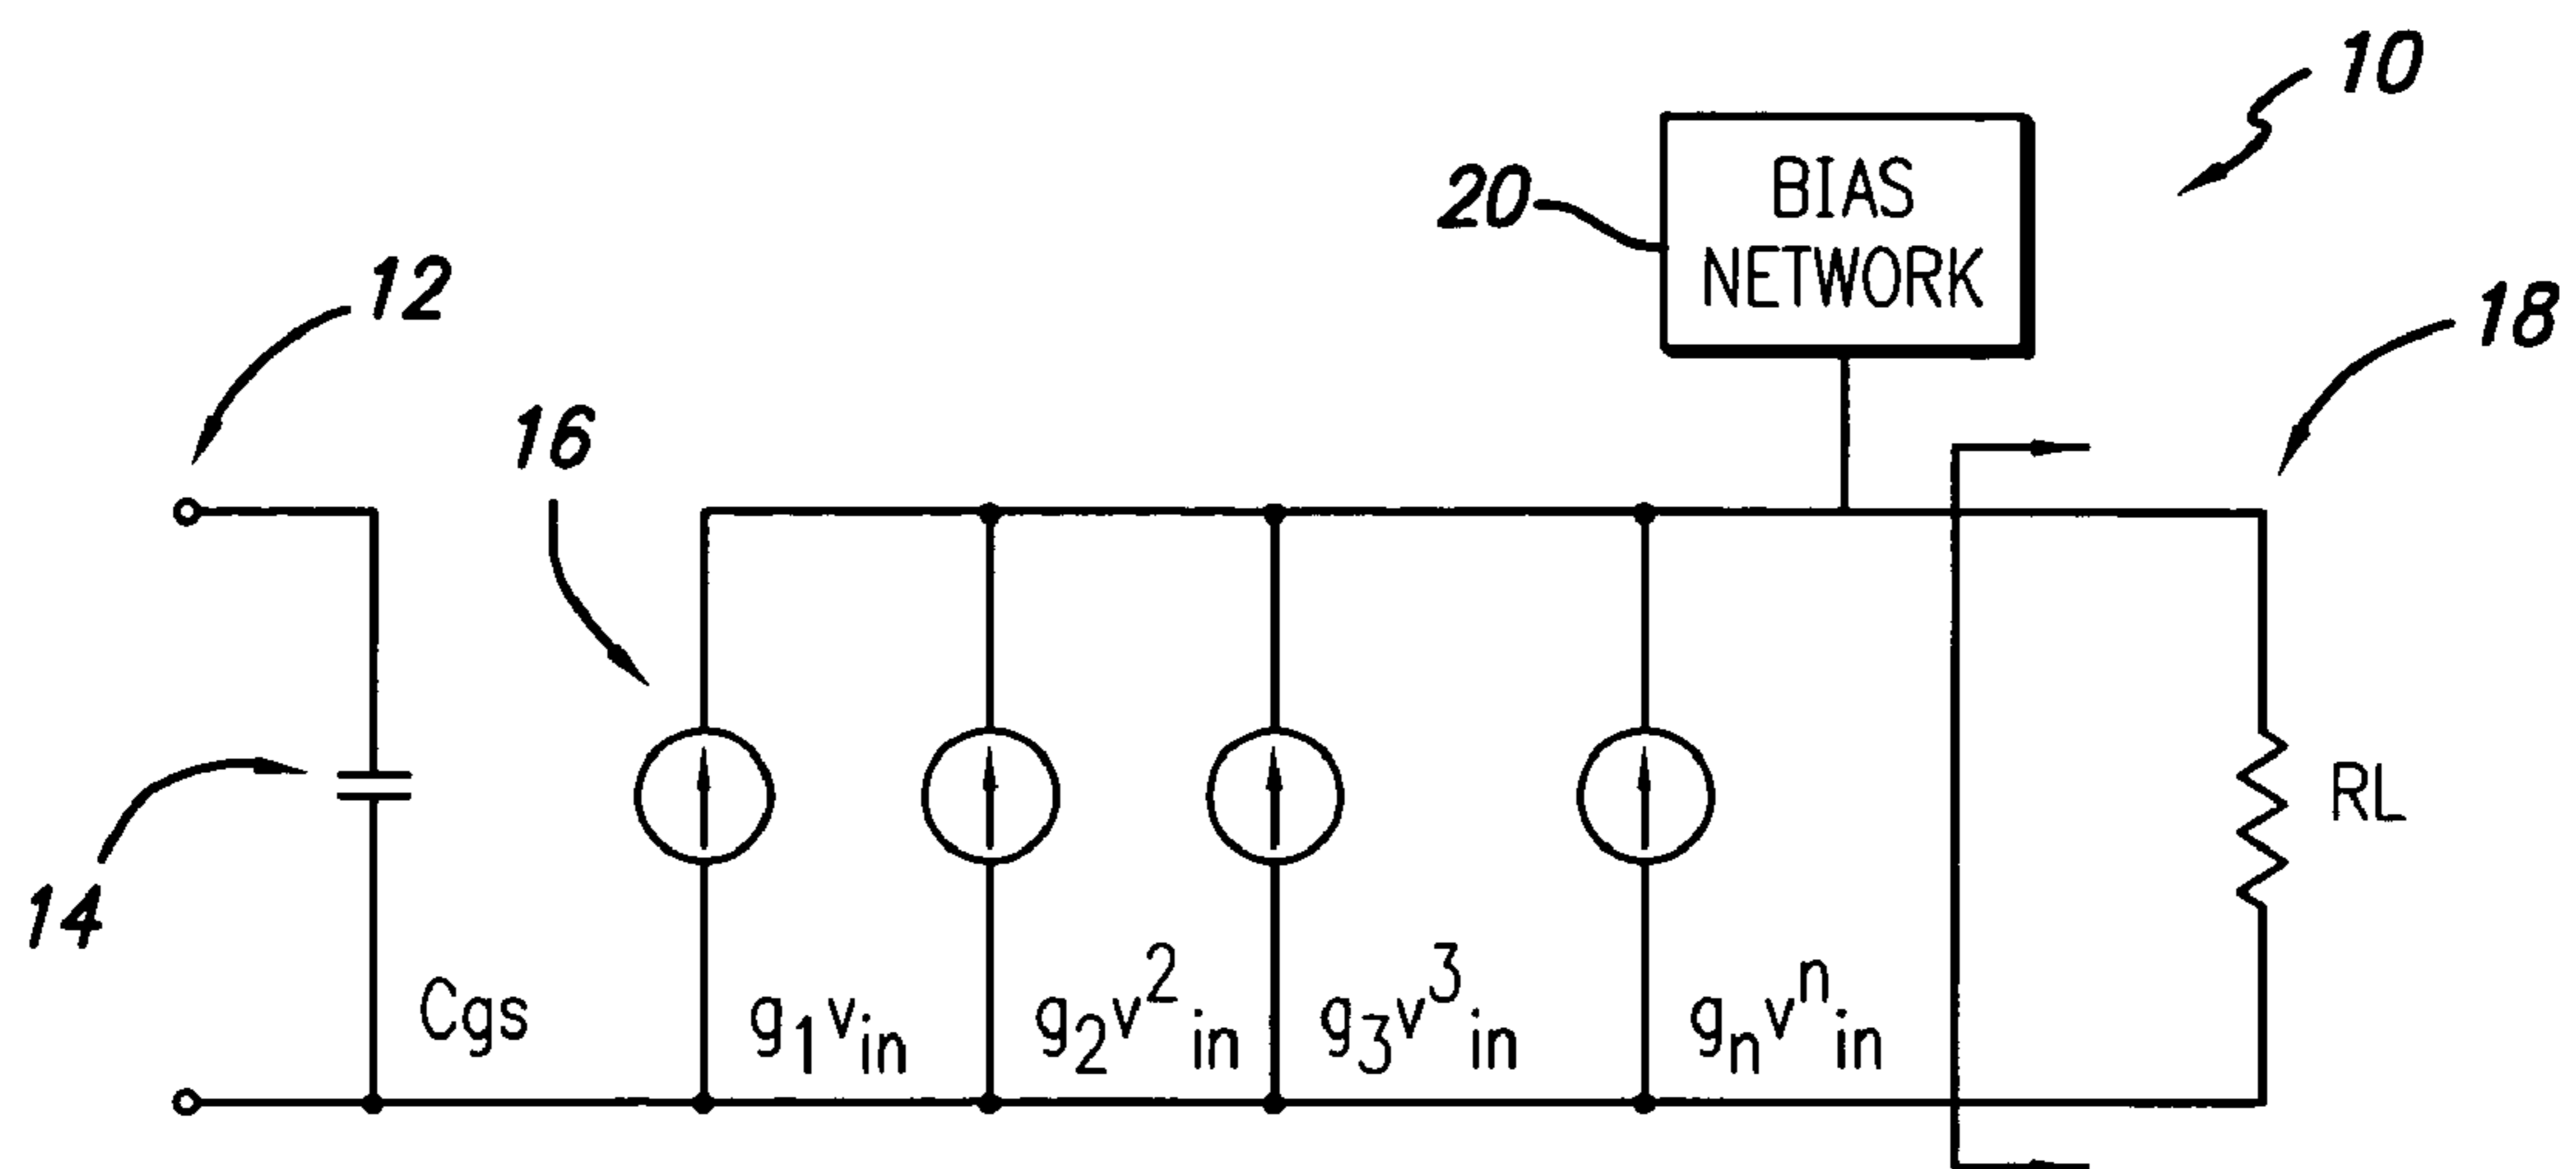 10
BIAS
NETWORK
20
12
18
16
RL
14
Cgs
g₁vᵢₙ
g₂v²ᵢₙ
g₃v³ᵢₙ
gₙvⁿᵢₙ